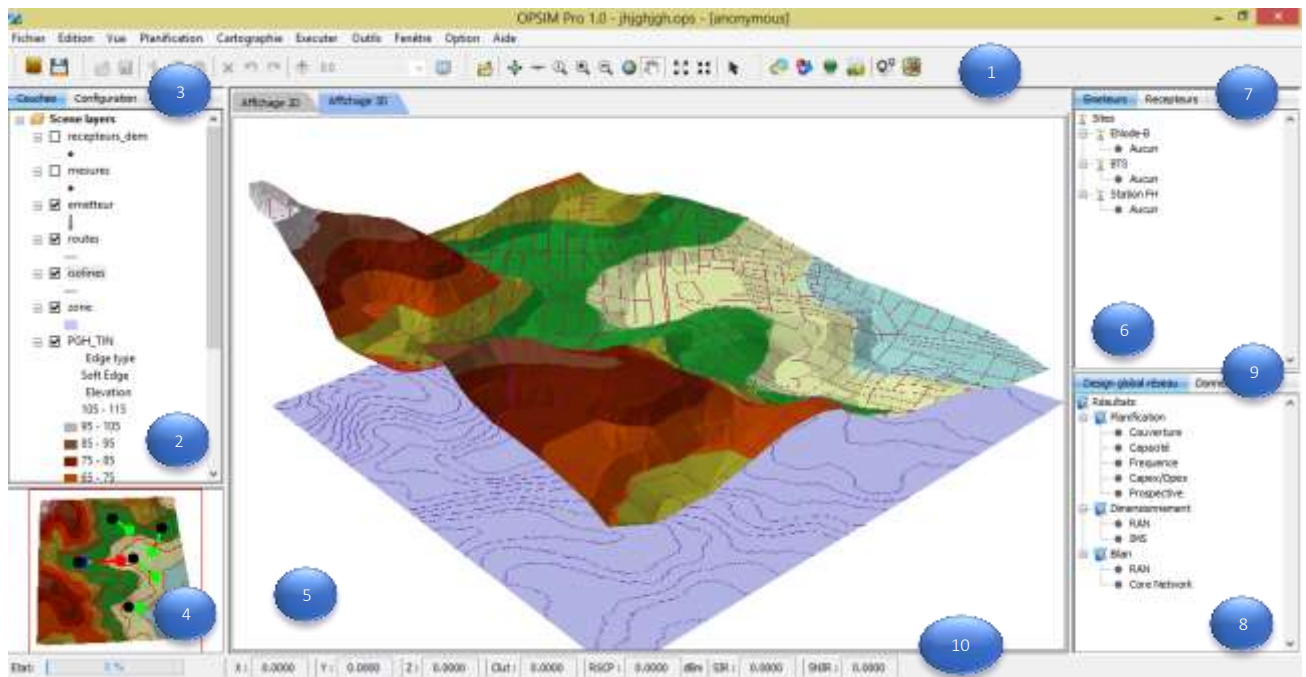 OPSIM Pro 1.0 - jhjghjgh.ops - [anonymous]
Fichier Edition Vue Planification Cartographie Executer Outils Fenêtre Option Aide
1
Couches Configuration
3
Scene layers
recepteurs_dem
mesures
emetteur
routes
isolines
zone
PGH_TIN
Edge type
Soft Edge
Elevation
105 - 115
95 - 105
85 - 95
75 - 85
65 - 75
2
4
Affichage 2D Affichage 3D
5
Emetteurs Recepteurs
7
Sites
ENode-B
Aucun
BTS
Aucun
Station FH
Aucun
6
9
Design global réseau
Résultats
Planification
Couverture
Capacité
Frequence
Capex/Opex
Prospective
Dimensionnement
RAN
IMS
Bilan
RAN
Core Network
8
10
Etat: 0 %
X : 0.0000 Y : 0.0000 Z : 0.0000 Clut : 0.0000 RSCP : 0.0000 dBm SIR : 0.0000 SNIR : 0.0000